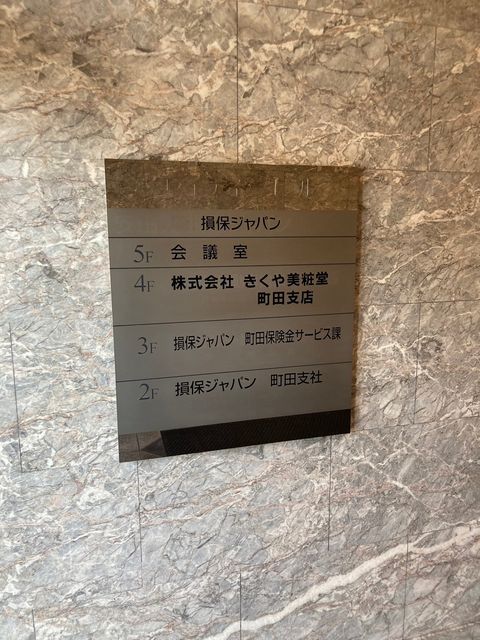 損保ジャパン
5F 会議室
4F 株式会社 きくや美粧堂
町田支店
3F 損保ジャパン 町田保険金サービス課
2F 損保ジャパン 町田支社